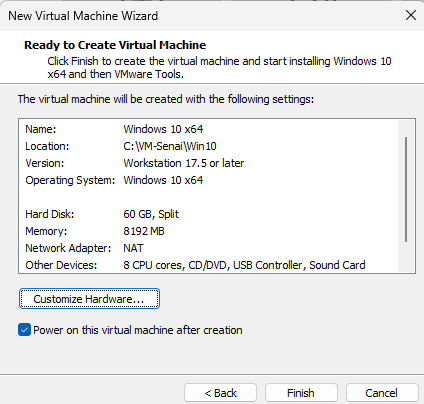 New Virtual Machine Wizard
Ready to Create Virtual Machine
Click Finish to create the virtual machine and start installing Windows 10
x64 and then VMware Tools.
The virtual machine will be created with the following settings:
Name: Windows 10 x64
Location: C:\VM-Senai\Win10
Version: Workstation 17.5 or later
Operating System: Windows 10 x64
Hard Disk: 60 GB, Split
Memory: 8192 MB
Network Adapter: NAT
Other Devices: 8 CPU cores, CD/DVD, USB Controller, Sound Card
Customize Hardware...
Power on this virtual machine after creation
< Back Finish Cancel